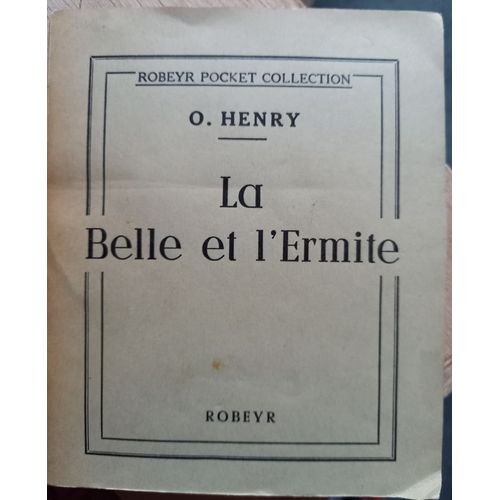 ROBEYR POCKET COLLECTION
O. HENRY
La
Belle et l'Ermite
ROBEYR